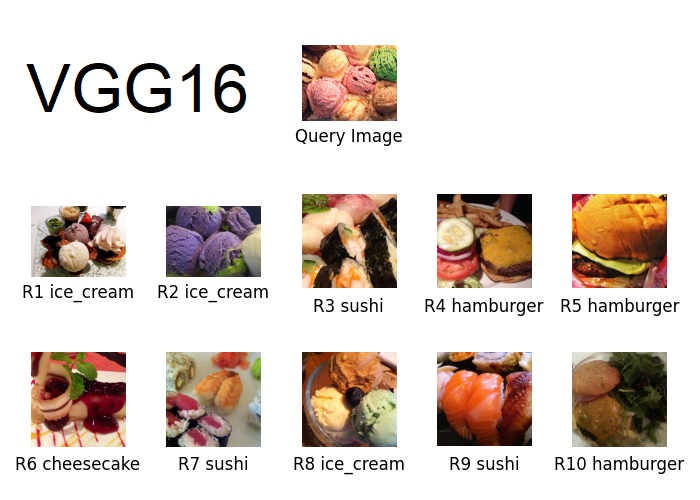 VGG16
Query Image
R1 ice_cream
R2 ice_cream
R3 sushi
R4 hamburger
R5 hamburger
R6 cheesecake
R7 sushi
R8 ice_cream
R9 sushi
R10 hamburger